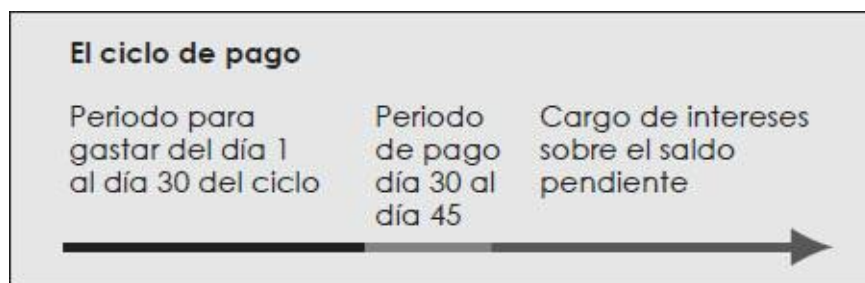 El ciclo de pago
Periodo para
gastar del día 1
al día 30 del ciclo
Periodo
de pago
día 30 al
día 45
Cargo de intereses
sobre el saldo
pendiente